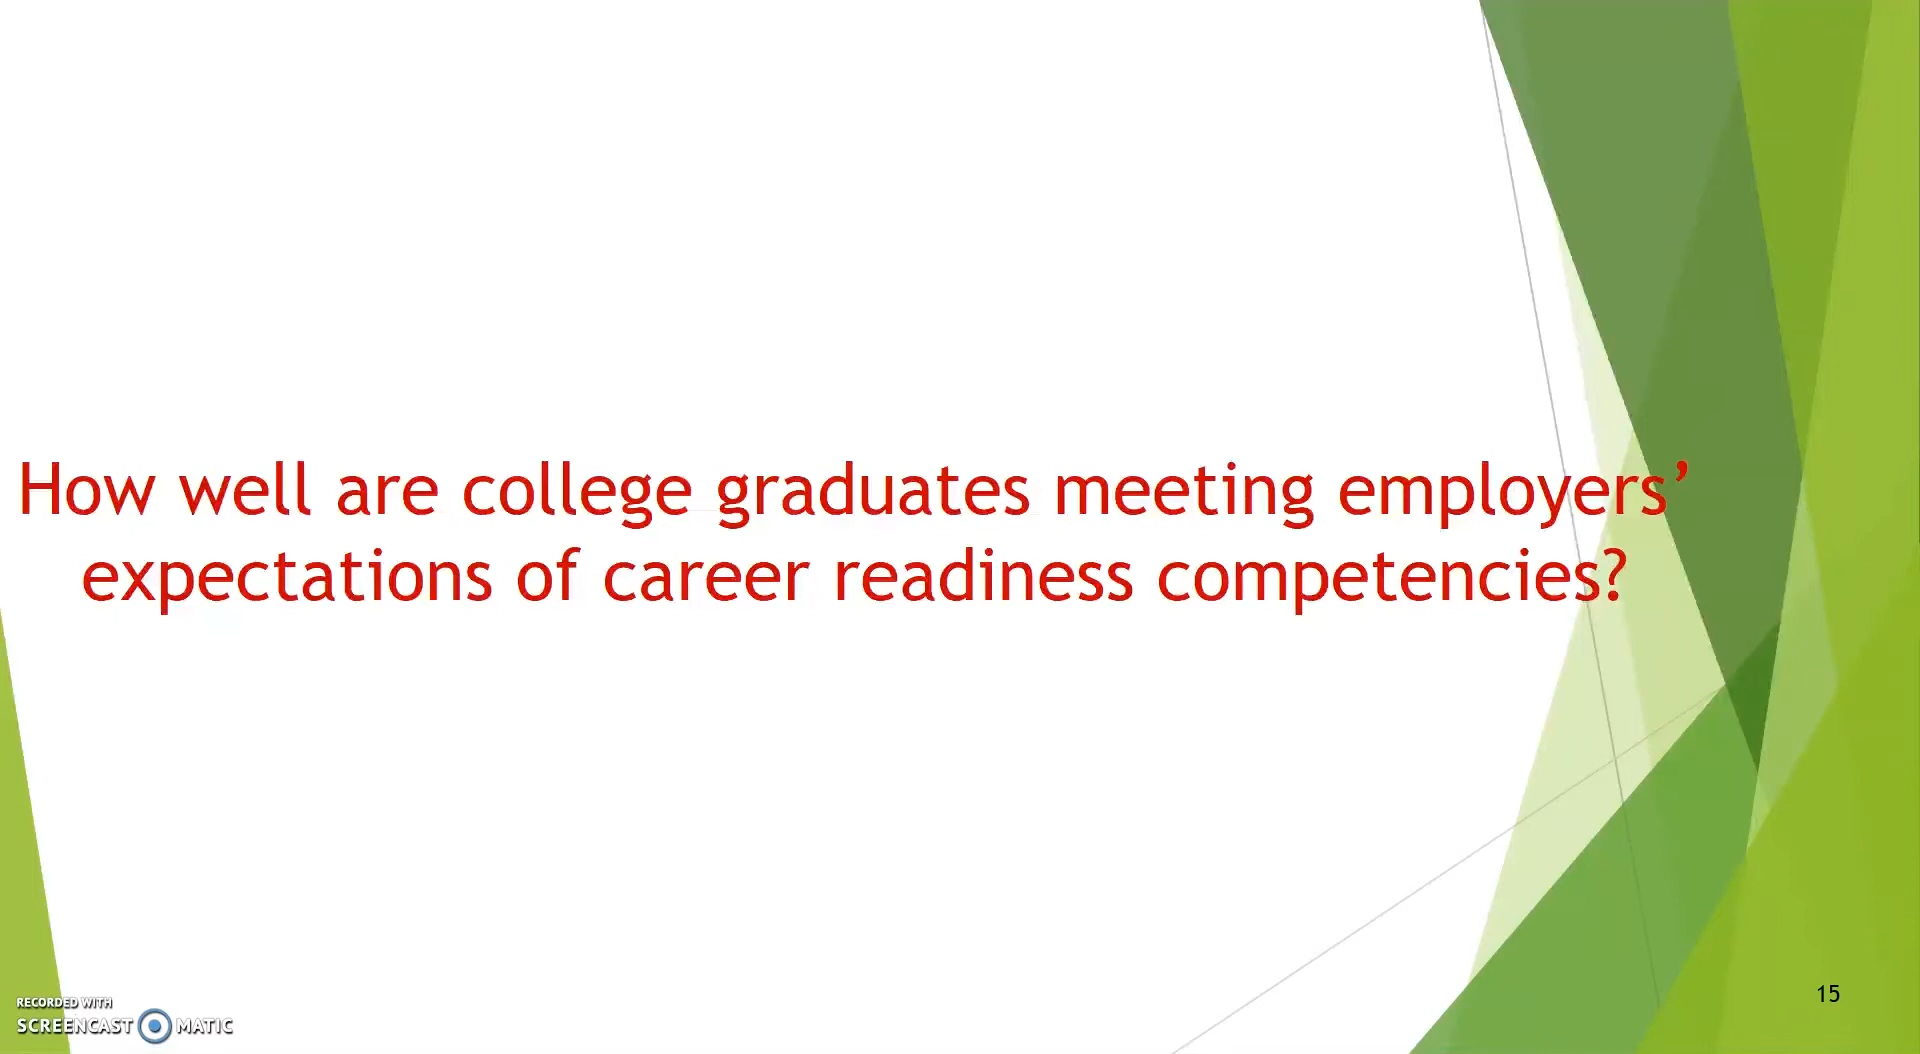 How well are college graduates meeting employers’
expectations of career readiness competencies?
15
RECORDED WITH
SCREENCAST MATIC